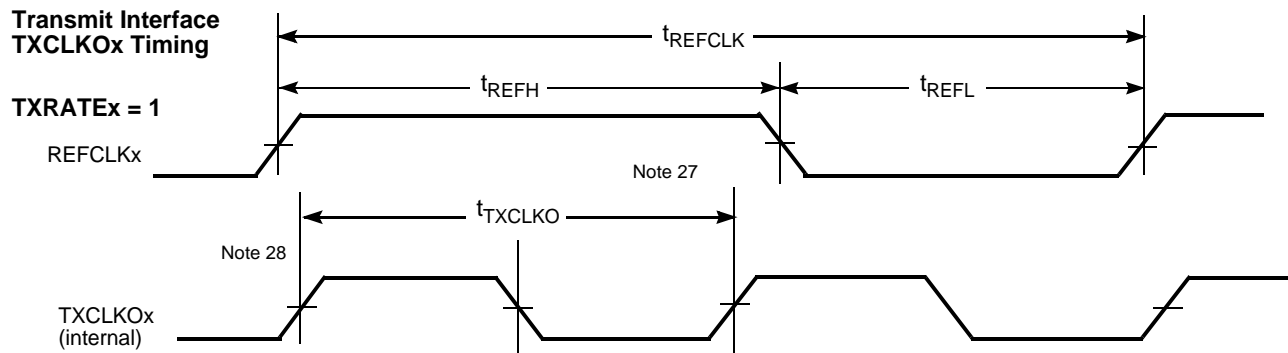 Transmit Interface
TXCLKOx Timing
tREFCLK
tREFH
tREFL
TXRATEx = 1
REFCLKx
Note 27
tTXCLKO
Note 28
TXCLKOx
(internal)